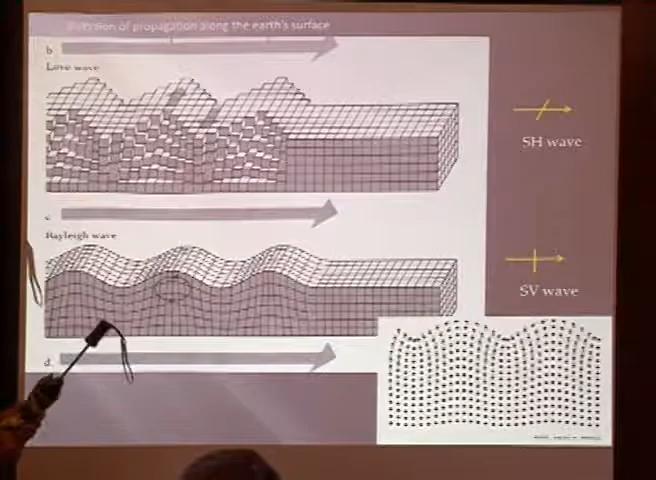 Direction of propagation along the earth's surface
b
Love wave
SH wave
c
Rayleigh wave
SV wave
d